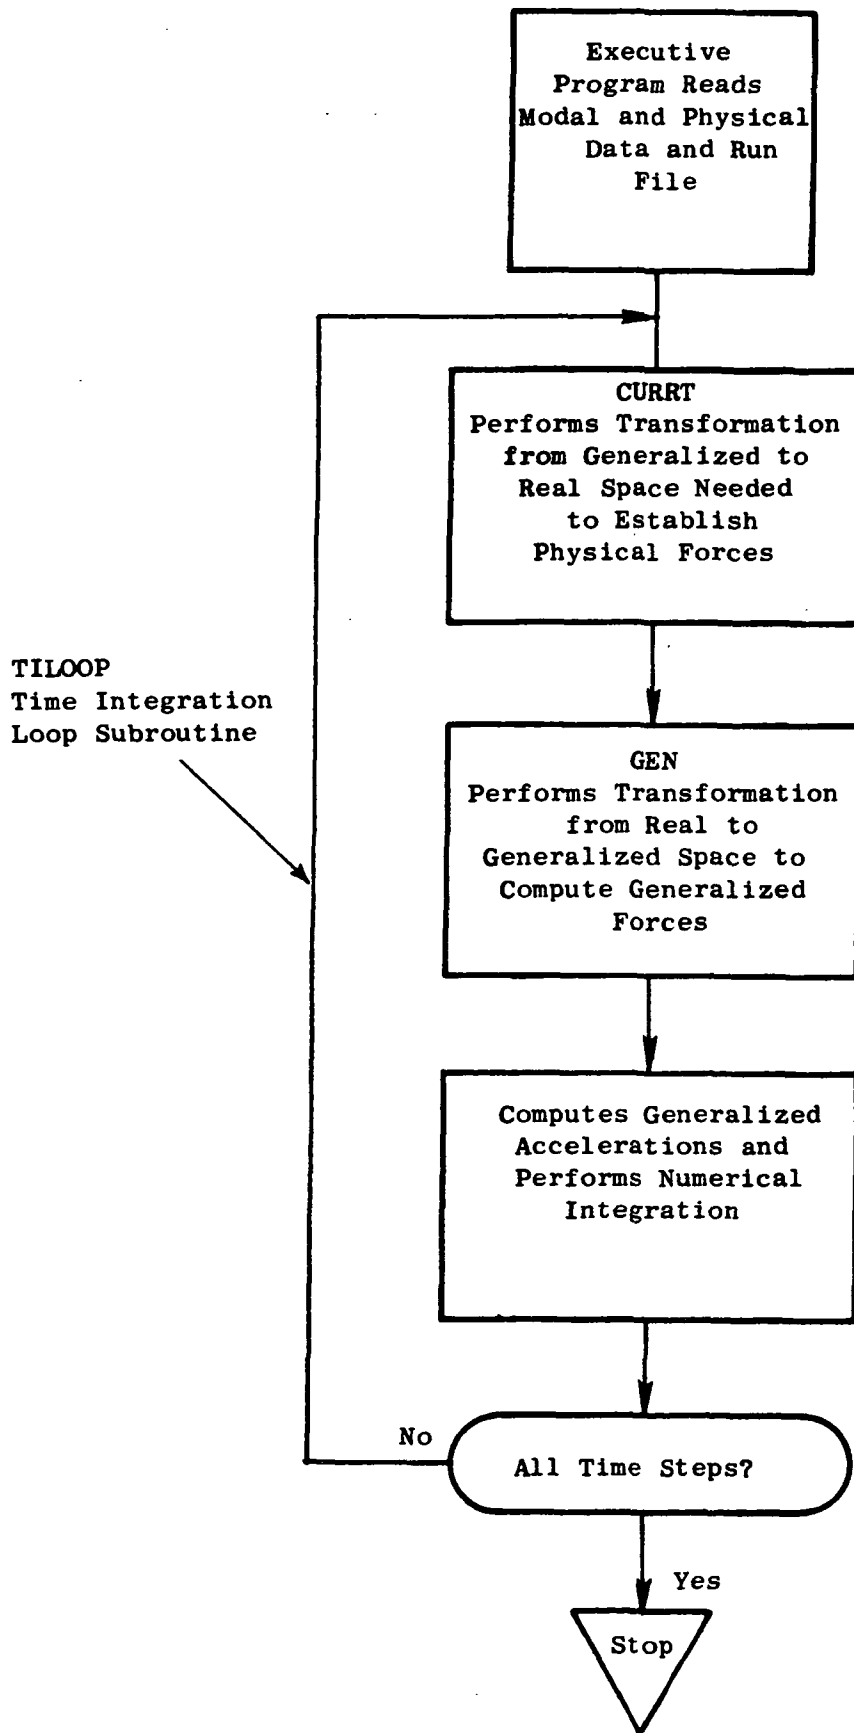 Executive
Program Reads
Modal and Physical
Data and Run
File
CURRT
Performs Transformation
from Generalized to
Real Space Needed
to Establish
Physical Forces
TILOOP
Time Integration
Loop Subroutine
GEN
Performs Transformation
from Real to
Generalized Space to
Compute Generalized
Forces
Computes Generalized
Accelerations and
Performs Numerical
Integration
No
All Time Steps?
Yes
Stop